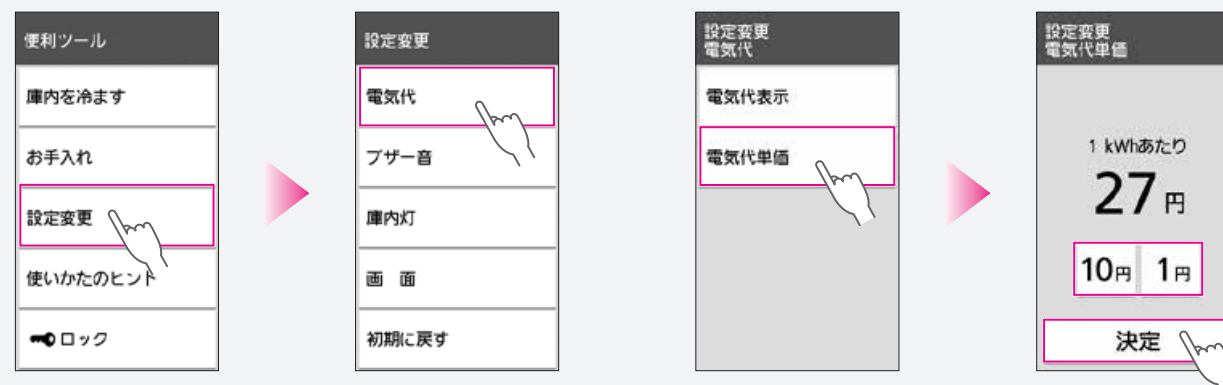 便利ツール
庫内を冷ます
お手入れ
設定変更
使いかたのヒント
ロック
設定変更
電気代
ブザー音
庫内灯
画 面
初期に戻す
設定変更
電気代
電気代表示
電気代単価
設定変更
電気代単価
1 kWhあたり
27 円
10円 1円
決定